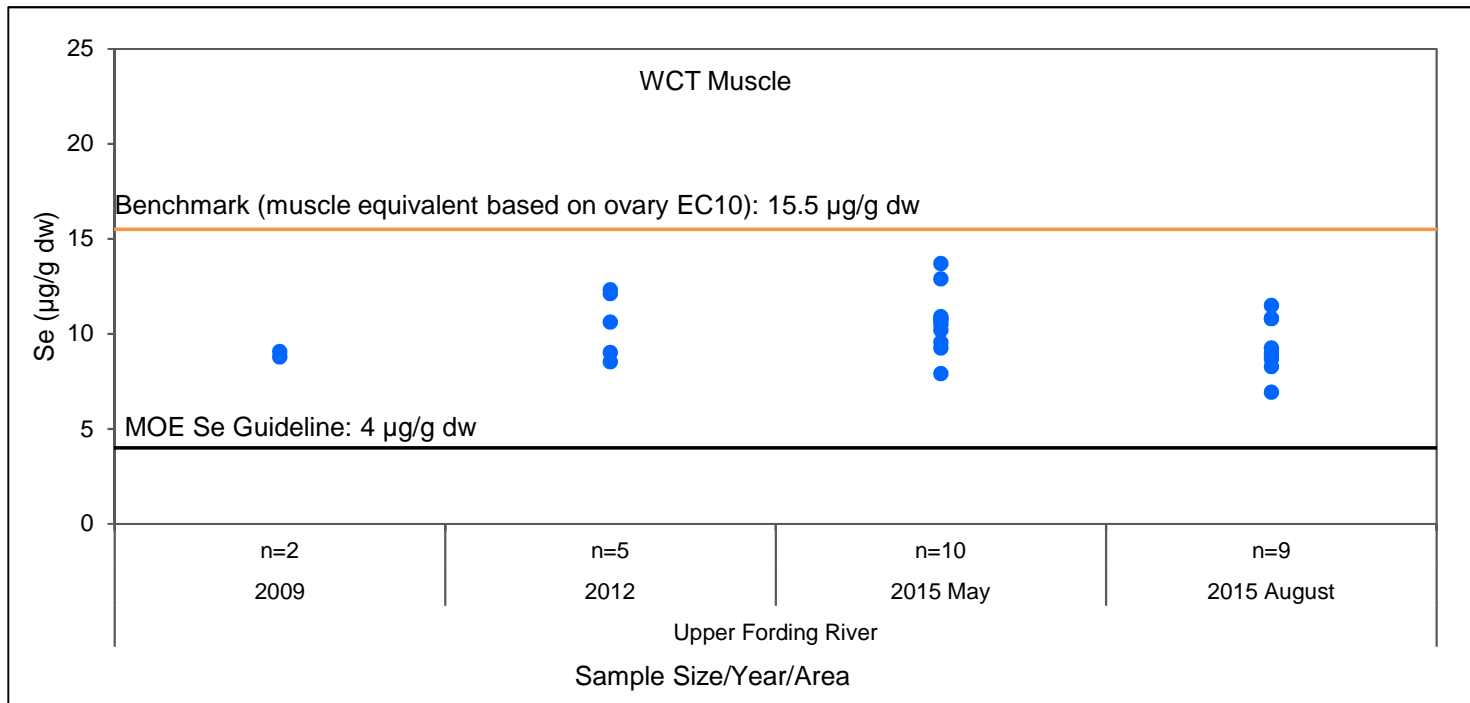 WCT Muscle
25
20
Benchmark (muscle equivalent based on ovary EC10): 15.5 µg/g dw
15
10
5
MOE Se Guideline: 4 µg/g dw
0
Se (µg/g dw)
n=2 n=5 n=10 n=9
2009 2012 2015 May 2015 August
Upper Fording River
Sample Size/Year/Area